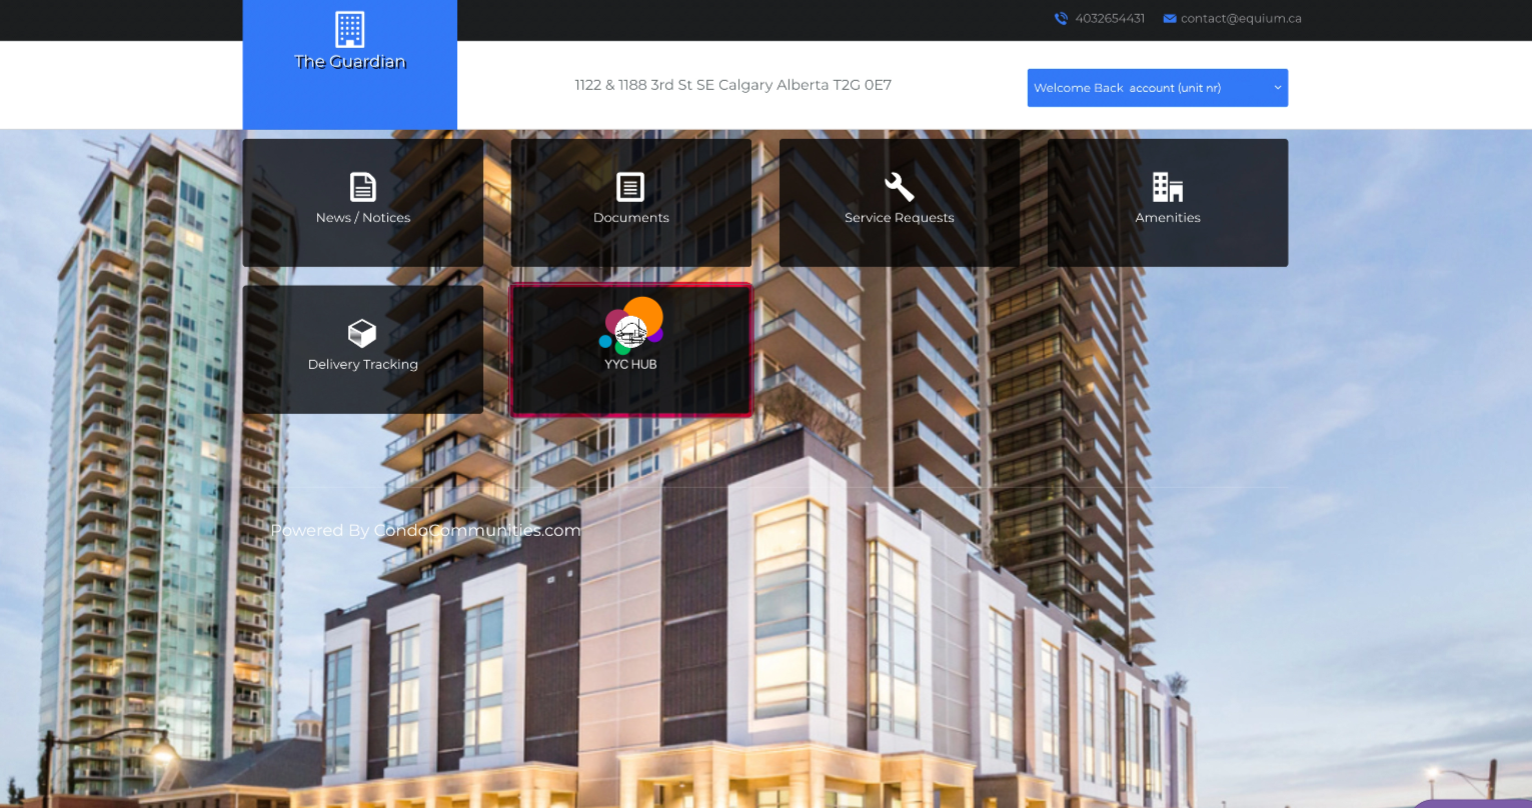 4032654431 contact@equium.ca
The Guardian
1122 & 1188 3rd St SE Calgary Alberta T2G 0E7
Welcome Back account (unit nr)
News / Notices
Documents
Service Requests
Amenities
Delivery Tracking
YYC HUB
Powered By CondoCommunities.com